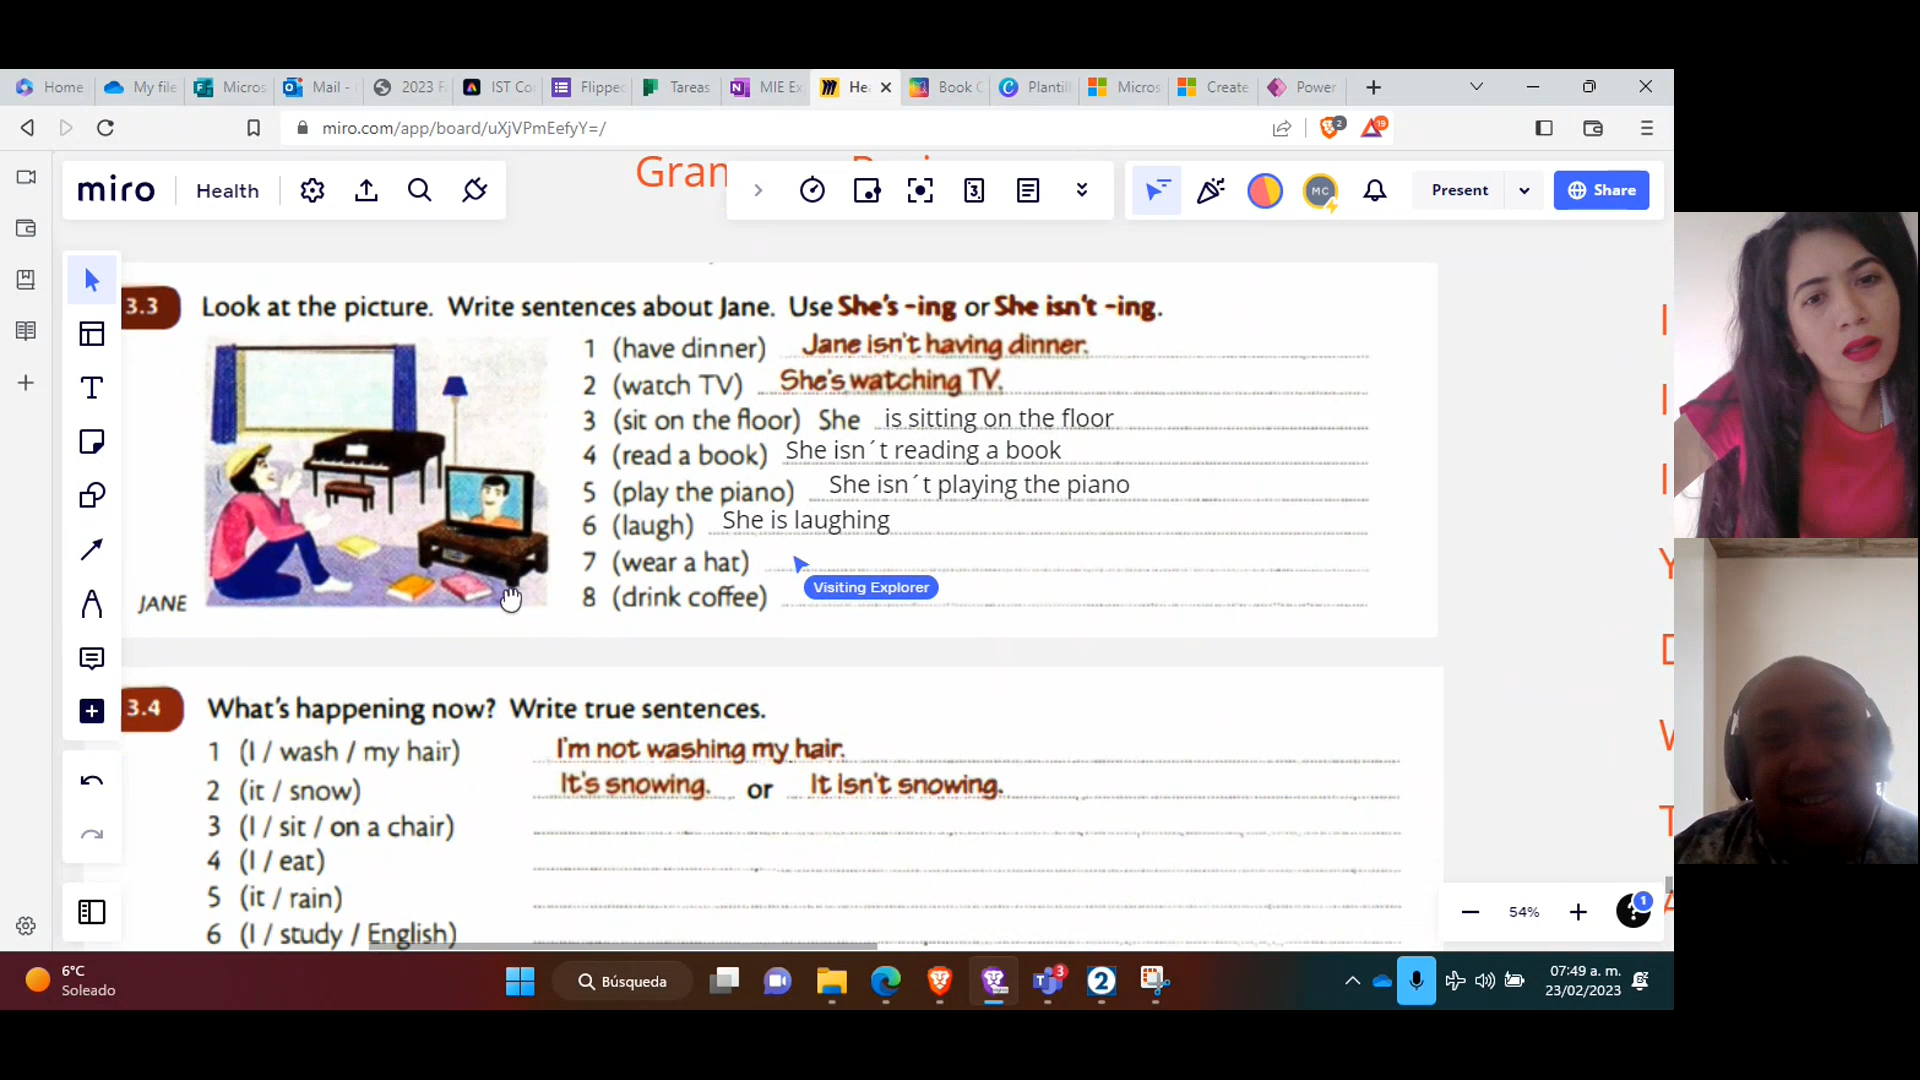 Home
My file
Micros
Mail -
2023 F
IST Co
Flippe
Tareas
MIE Ex
He
Book C
Plantil
Micros
Create
Power
miro.com/app/board/uXjVPmEefyY=/
2
19
Gran
miro
Health
3
MC
Present
Share
3.3 Look at the picture. Write sentences about Jane. Use She's -ing or She isn't -ing.
1 (have dinner) Jane isn't having dinner.
2 (watch TV) She's watching TV.
3 (sit on the floor) She is sitting on the floor
4 (read a book) She isn´t reading a book
5 (play the piano) She isn´t playing the piano
6 (laugh) She is laughing
7 (wear a hat)
Visiting Explorer
8 (drink coffee)
JANE
3.4 What's happening now? Write true sentences.
1 (I / wash / my hair) I'm not washing my hair.
2 (it / snow) It's snowing. or It isn't snowing.
3 (I / sit / on a chair)
4 (I / eat)
5 (it / rain)
6 (I / study / English)
54%
1
6°C
Soleado
Búsqueda
3
2
07:49 a. m.
23/02/2023